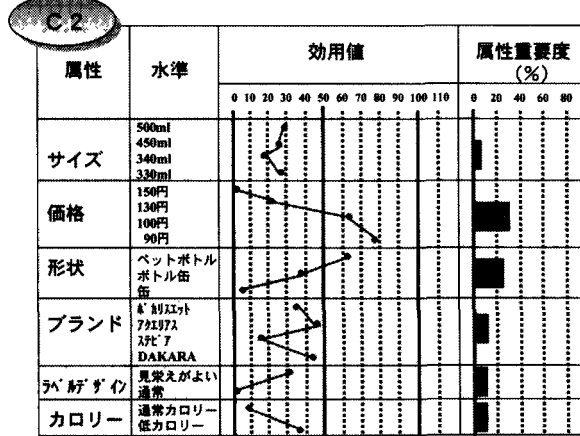 C 2
属性 水準 効用値 属性重要度
(%)
0 10 20 30 40 50 60 70 80 90 100 110 0 20 40 60 80
サイズ
500ml
450ml
340ml
330ml
価格
150円
130円
100円
90円
形状
ペットボトル
ボトル缶
缶
ブランド
ポカリスエット
アクエリアス
ステビア
DAKARA
ラベルデザイン
見栄えがよい
通常
カロリー
通常カロリー
低カロリー